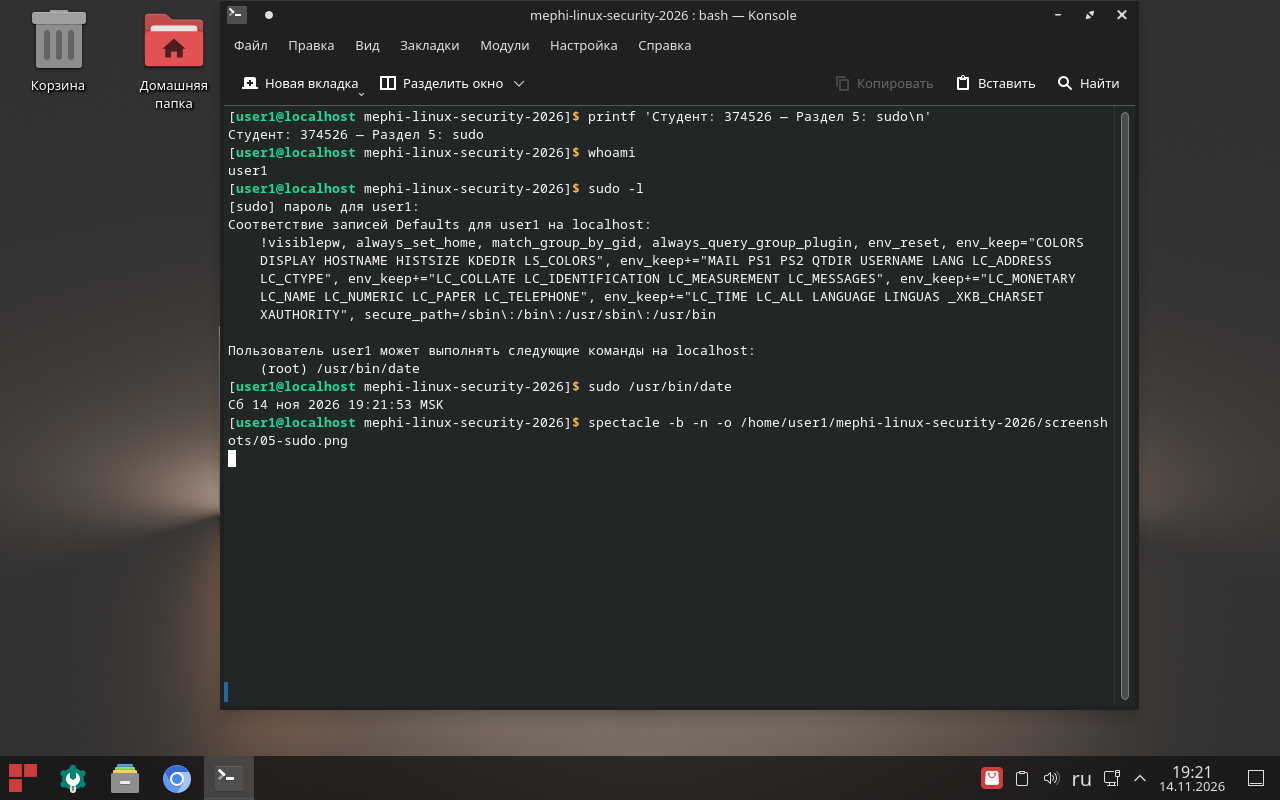 mephi-linux-security-2026 : bash — Konsole
Файл Правка Вид Закладки Модули Настройка Справка
Новая вкладка Разделить окно Копировать Вставить Найти
Корзина
Домашняя
папка
[user1@localhost mephi-linux-security-2026]$ printf 'Студент: 374526 — Раздел 5: sudo\n'
Студент: 374526 — Раздел 5: sudo
[user1@localhost mephi-linux-security-2026]$ whoami
user1
[user1@localhost mephi-linux-security-2026]$ sudo -l
[sudo] пароль для user1:
Соответствие записей Defaults для user1 на localhost:
    !visiblepw, always_set_home, match_group_by_gid, always_query_group_plugin, env_reset, env_keep="COLORS
    DISPLAY HOSTNAME HISTSIZE KDEDIR LS_COLORS", env_keep+="MAIL PS1 PS2 QTDIR USERNAME LANG LC_ADDRESS
    LC_CTYPE", env_keep+="LC_COLLATE LC_IDENTIFICATION LC_MEASUREMENT LC_MESSAGES", env_keep+="LC_MONETARY
    LC_NAME LC_NUMERIC LC_PAPER LC_TELEPHONE", env_keep+="LC_TIME LC_ALL LANGUAGE LINGUAS _XKB_CHARSET
    XAUTHORITY", secure_path=/sbin\:/bin\:/usr/sbin\:/usr/bin
Пользователь user1 может выполнять следующие команды на localhost:
    (root) /usr/bin/date
[user1@localhost mephi-linux-security-2026]$ sudo /usr/bin/date
Сб 14 ноя 2026 19:21:53 MSK
[user1@localhost mephi-linux-security-2026]$ spectacle -b -n -o /home/user1/mephi-linux-security-2026/screensh
ots/05-sudo.png
ru
19:21
14.11.2026